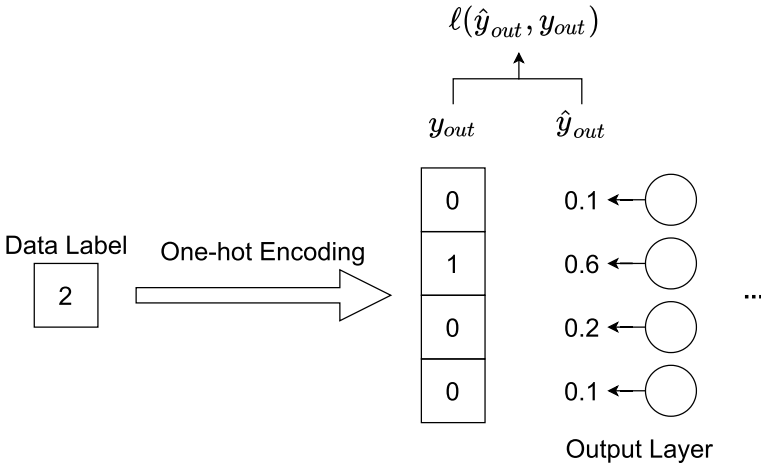 ℓ(ŷ_out, y_out)
y_out ŷ_out
0 0.1
Data Label
One-hot Encoding
1 0.6
2
...
0 0.2
0 0.1
Output Layer